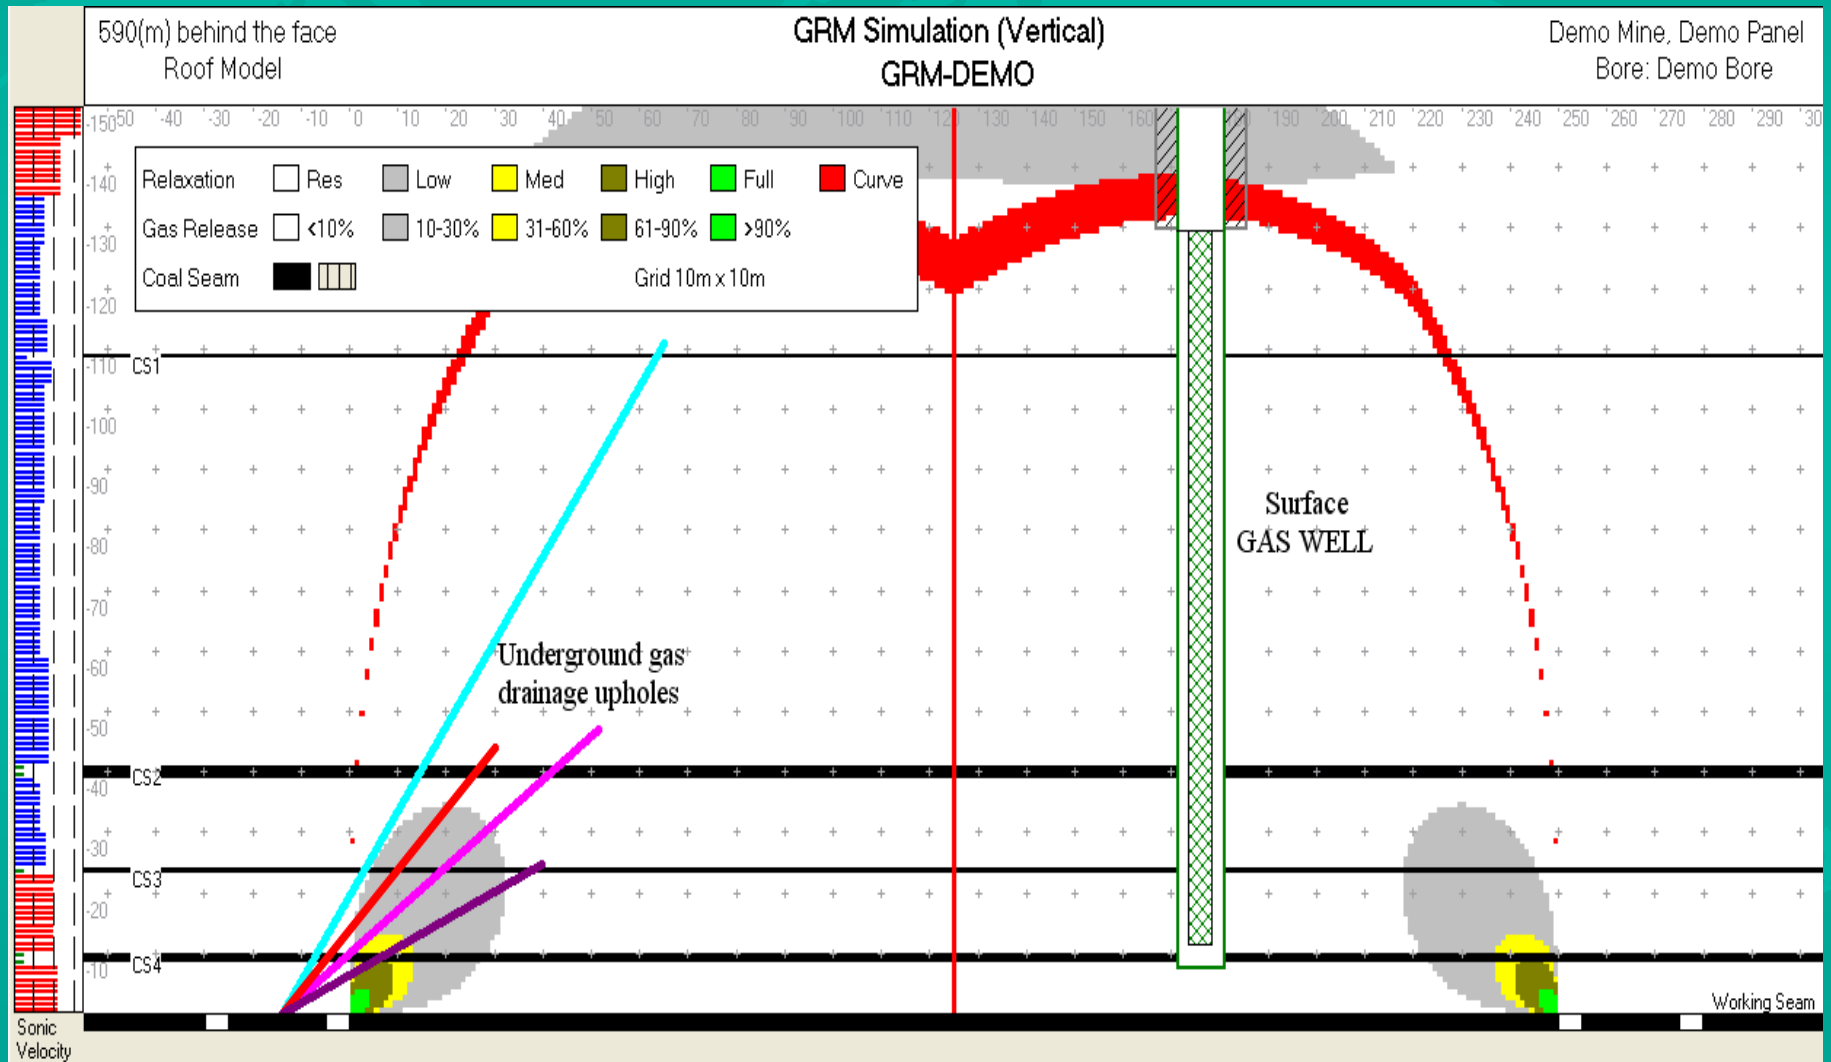 590(m) behind the face
Roof Model
GRM Simulation (Vertical)
GRM-DEMO
Demo Mine, Demo Panel
Bore: Demo Bore
-150 -50 -40 -30 -20 -10 0 10 20 30 40 50 60 70 80 90 100 110 120 130 140 150 160 180 190 200 210 220 230 240 250 260 270 280 290 30
Relaxation Res Low Med High Full Curve
Gas Release <10% 10-30% 31-60% 61-90% >90%
Coal Seam Grid 10m x 10m
-140
-130
-120
-110 CS1
-100
-90
Surface
GAS WELL
-80
-70
Underground gas
drainage upholes
-60
-50
CS2
-40
-30
CS3
-20
CS4
-10
Working Seam
Sonic
Velocity